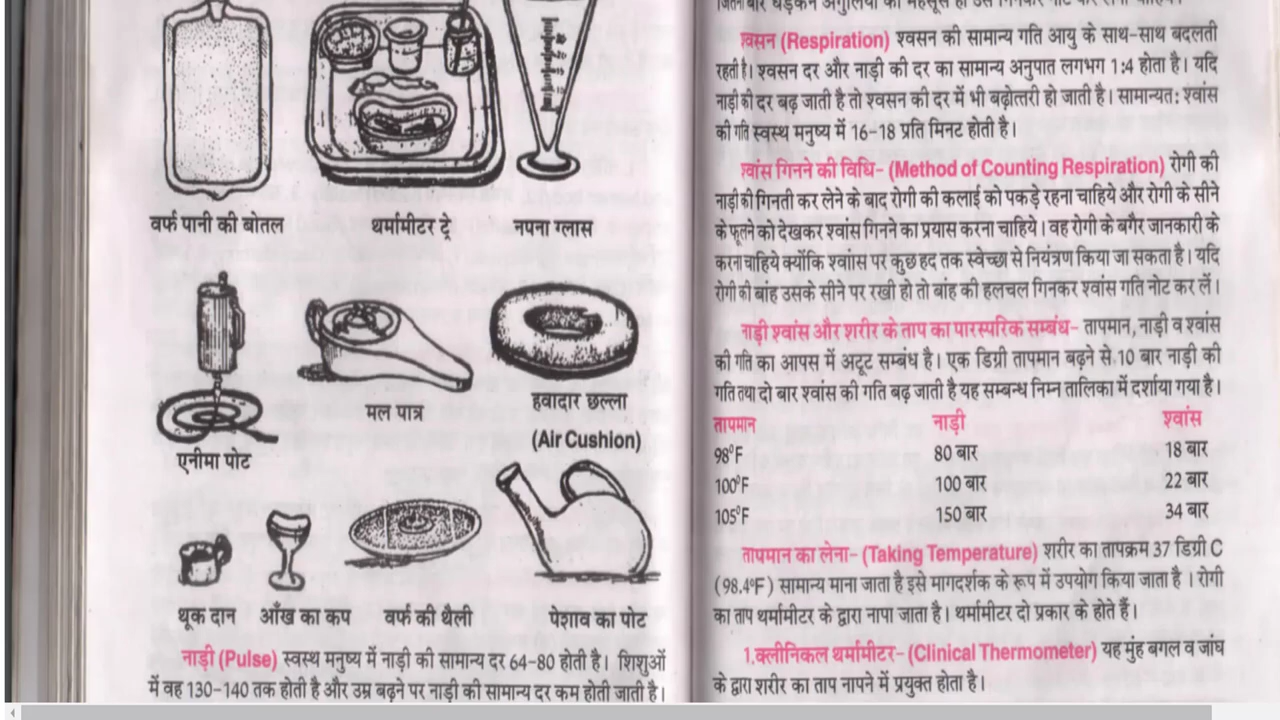 वर्फ पानी की बोतल
थर्मामीटर ट्रे
नपना ग्लास
एनीमा पोट
मल पात्र
हवादार छल्ला
(Air Cushion)
थूक दान
आँख का कप
वर्फ की थैली
पेशाव का पोट
नाड़ी (Pulse) स्वस्थ मनुष्य में नाड़ी की सामान्य दर 64-80 होती है। शिशुओं
में वह 130-140 तक होती है और उम्र बढ़ने पर नाड़ी की सामान्य दर कम होती जाती है।
श्वसन (Respiration) श्वसन की सामान्य गति आयु के साथ-साथ बदलती
रहती है। श्वसन दर और नाड़ी की दर का सामान्य अनुपात लगभग 1:4 होता है। यदि
नाड़ी की दर बढ़ जाती है तो श्वसन की दर में भी बढ़ोत्तरी हो जाती है। सामान्यत: श्वांस
की गति स्वस्थ मनुष्य में 16-18 प्रति मिनट होती है।
श्वांस गिनने की विधि- (Method of Counting Respiration) रोगी की
नाड़ी की गिनती कर लेने के बाद रोगी की कलाई को पकड़े रहना चाहिये और रोगी के सीने
के फूलने को देखकर श्वांस गिनने का प्रयास करना चाहिये। वह रोगी के बगैर जानकारी के
करना चाहिये क्योंकि श्वाांस पर कुछ हद तक स्वेच्छा से नियंत्रण किया जा सकता है। यदि
रोगी की बांह उसके सीने पर रखी हो तो बांह की हलचल गिनकर श्वांस गति नोट कर लें।
नाड़ी श्वांस और शरीर के ताप का पारस्परिक सम्बंध- तापमान, नाड़ी व श्वांस
की गति का आपस में अटूट सम्बंध है। एक डिग्री तापमान बढ़ने से 10 बार नाड़ी की
गति तथा दो बार श्वांस की गति बढ़ जाती है यह सम्बन्ध निम्न तालिका में दर्शाया गया है।
तापमान नाड़ी श्वांस
98⁰F 80 बार 18 बार
100⁰F 100 बार 22 बार
105⁰F 150 बार 34 बार
तापमान का लेना- (Taking Temperature) शरीर का तापक्रम 37 डिग्री C
(98.4⁰F) सामान्य माना जाता है इसे मागदर्शक के रूप में उपयोग किया जाता है। रोगी
का ताप थर्मामीटर के द्वारा नापा जाता है। थर्मामीटर दो प्रकार के होते हैं।
1.क्लीनिकल थर्मामीटर- (Clinical Thermometer) यह मुंह बगल व जांघ
के द्वारा शरीर का ताप नापने में प्रयुक्त होता है।